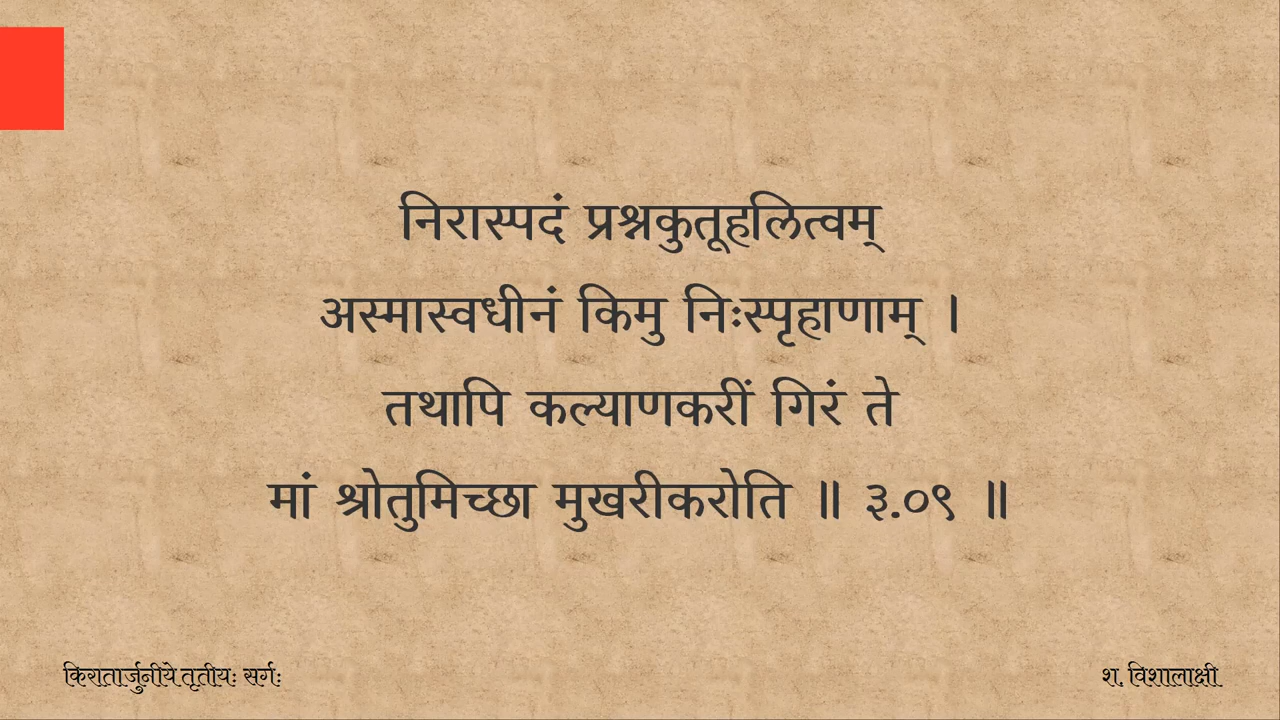 निरास्पदं प्रश्नकुतूहलित्वम्
अस्मास्वधीनं किमु निःस्पृहाणाम् ।
तथापि कल्याणकरीं गिरं ते
मां श्रोतुमिच्छा मुखरीकरोति ॥ ३.०९ ॥
किरातार्जुनीये तृतीयः सर्गः
श. विशालाक्षी